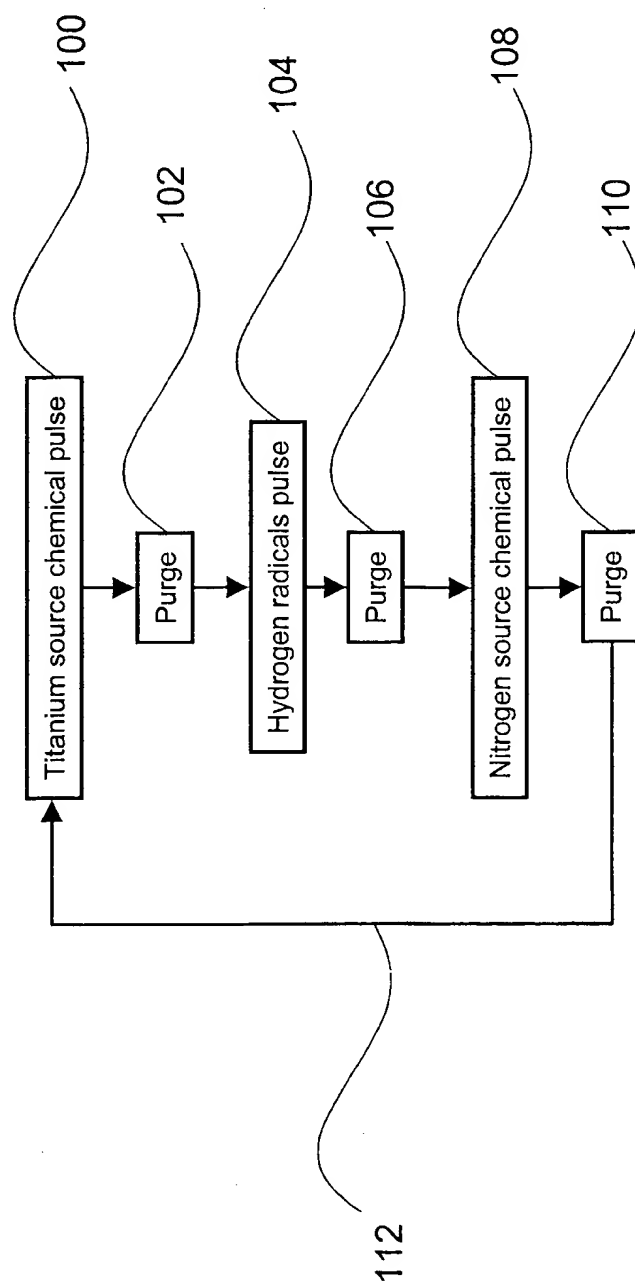 Titanium source chemical pulse
100
Purge
102
Hydrogen radicals pulse
104
Purge
106
Nitrogen source chemical pulse
108
Purge
110
112